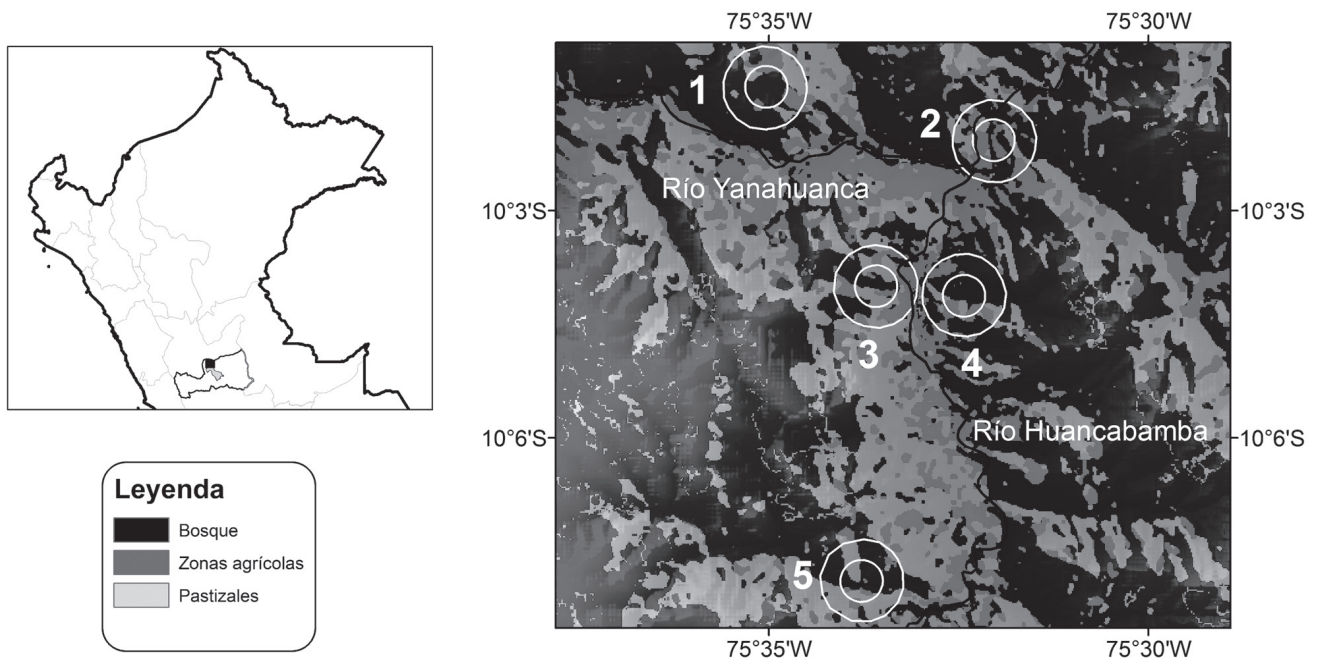 75°35'W 75°30'W
1
2
Río Yanahuanca
10°3'S 10°3'S
3
4
Río Huancabamba
10°6'S 10°6'S
5
75°35'W 75°30'W
Leyenda
Bosque
Zonas agrícolas
Pastizales